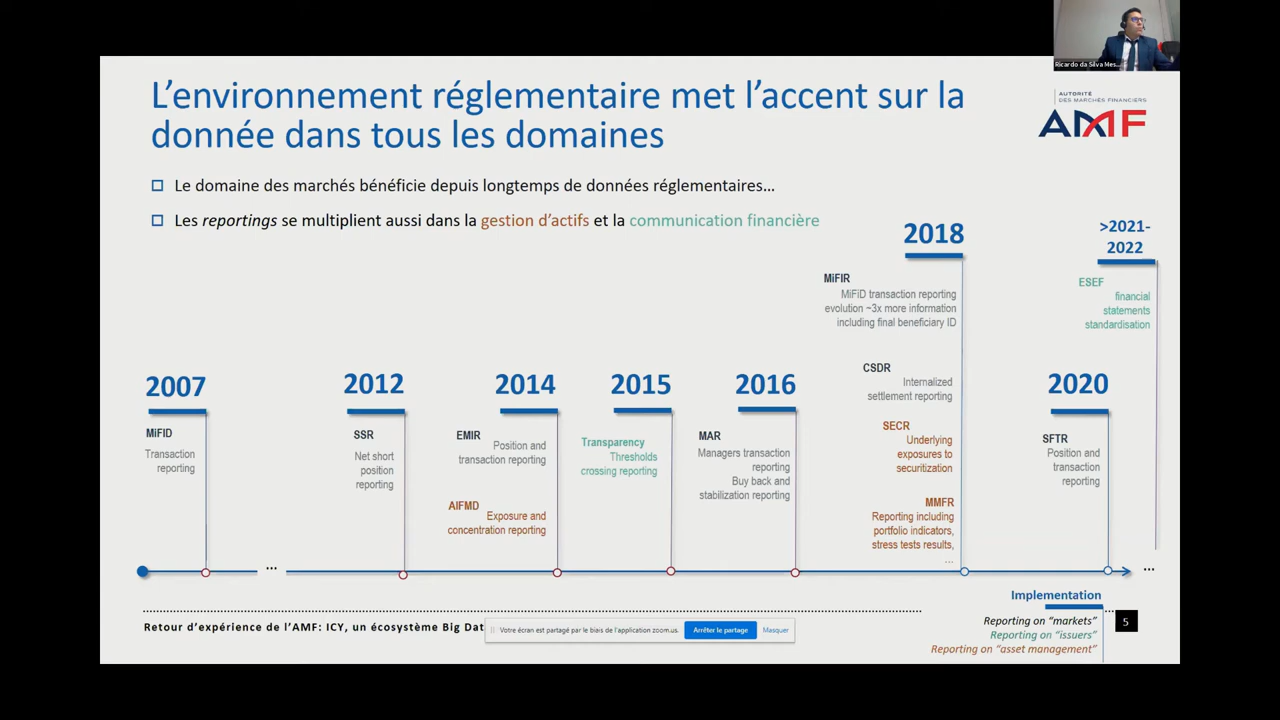 Ricardo da Silva Mes...
L'environnement réglementaire met l'accent sur la
donnée dans tous les domaines
AUTORITÉ
DES MARCHÉS FINANCIERS
AMF
Le domaine des marchés bénéficie depuis longtemps de données réglementaires...
Les reportings se multiplient aussi dans la gestion d'actifs et la communication financière
2007
MiFID
Transaction
reporting
2012
SSR
Net short
position
reporting
2014
EMIR
Position and
transaction reporting
AIFMD
Exposure and
concentration reporting
2015
Transparency
Thresholds
crossing reporting
2016
MAR
Managers transaction
reporting
Buy back and
stabilization reporting
2018
MiFIR
MiFiD transaction reporting
evolution ~3x more information
including final beneficiary ID
CSDR
Internalized
settlement reporting
SECR
Underlying
exposures to
securitization
MMFR
Reporting including
portfolio indicators,
stress tests results,
...
2020
SFTR
Position and
transaction
reporting
>2021-
2022
ESEF
financial
statements
standardisation
...
...
Implementation
Reporting on "markets"
Reporting on "issuers"
Reporting on "asset management"
5
Retour d'expérience de l'AMF: ICY, un écosystème Big Dat
Votre écran est partagé par le biais de l'application zoom.us.
Arrêter le partage
Masquer